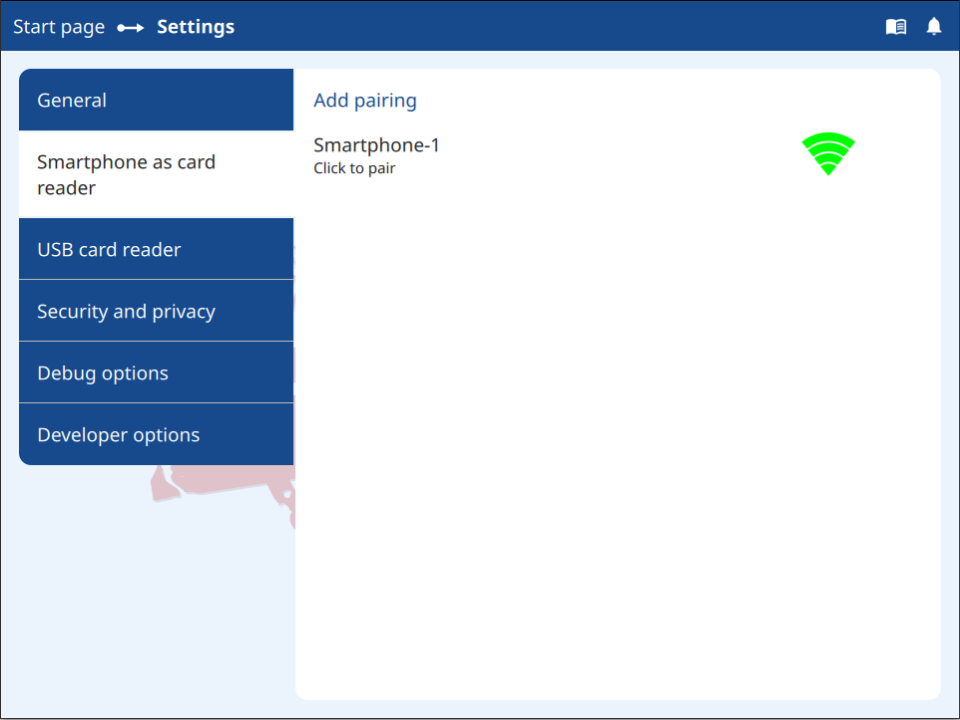 Start page Settings
General
Smartphone as card
reader
USB card reader
Security and privacy
Debug options
Developer options
Add pairing
Smartphone-1
Click to pair